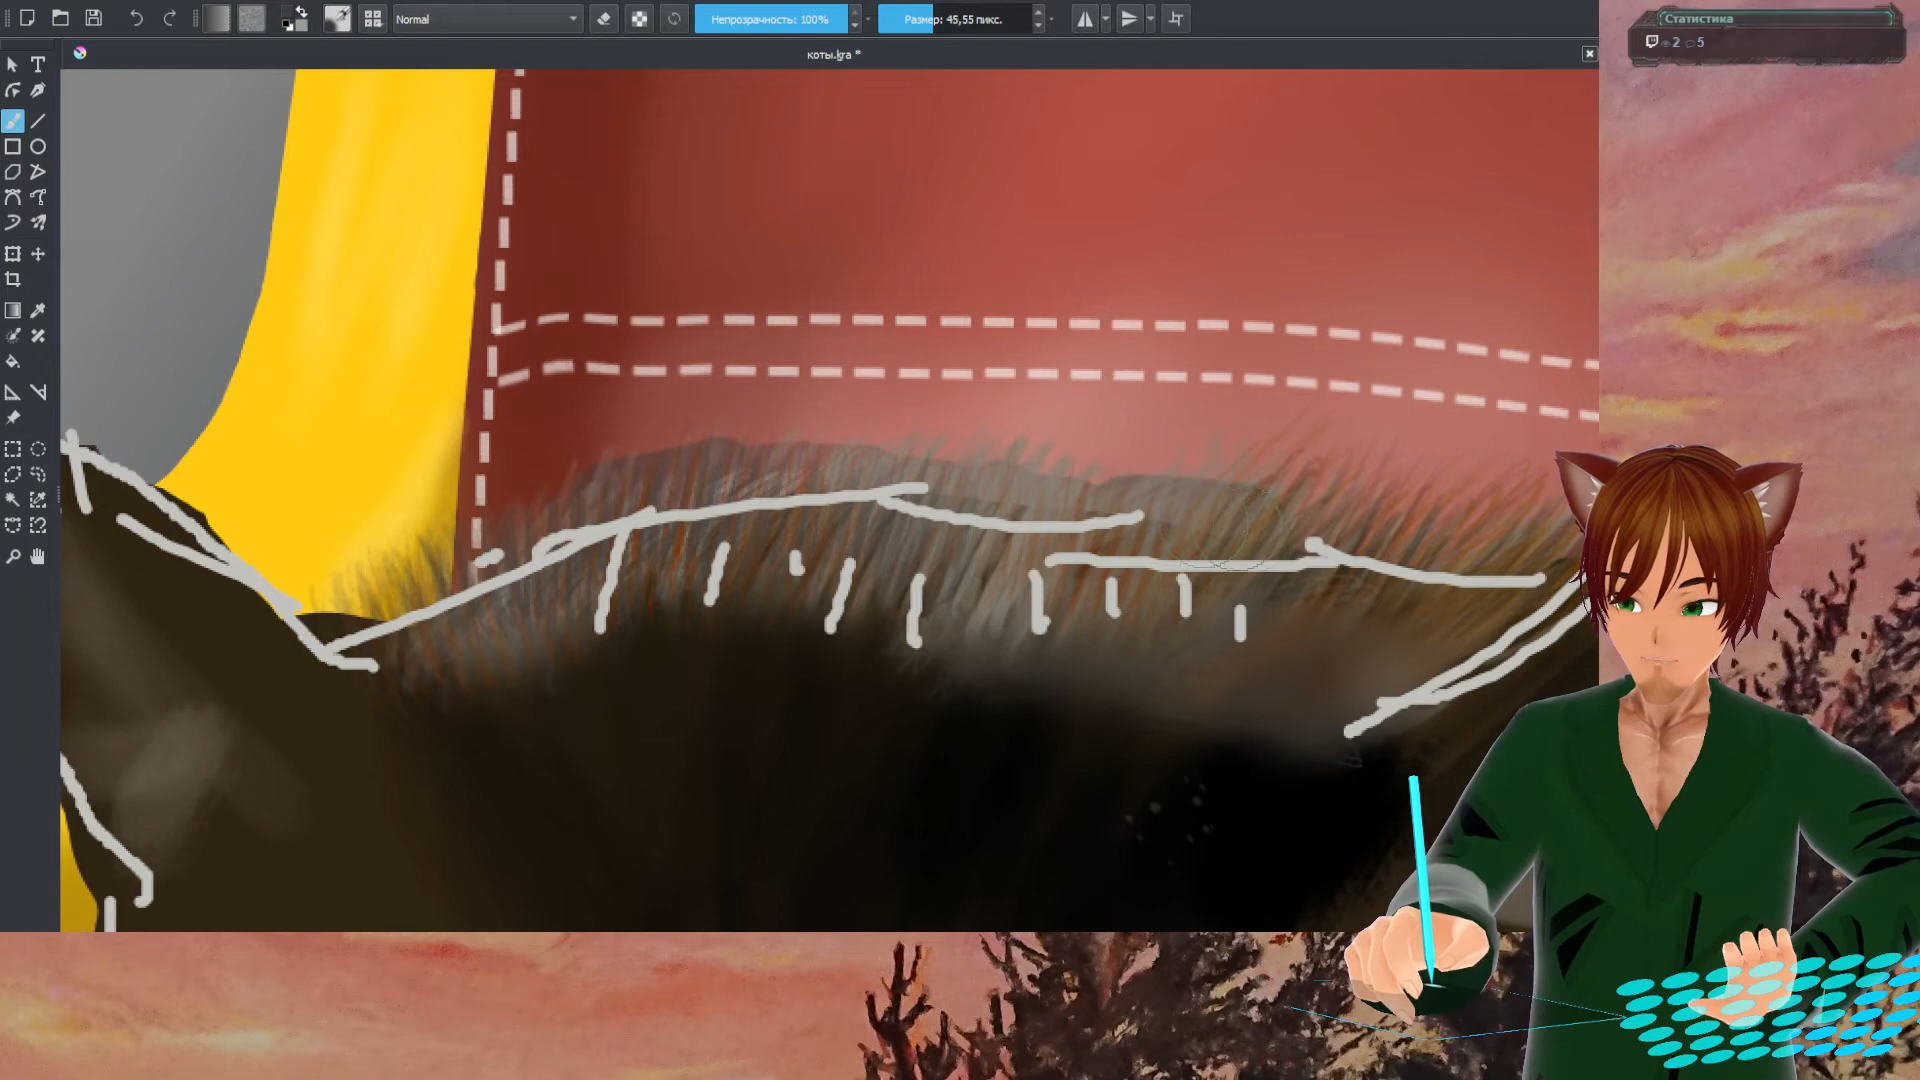 Normal
Непрозрачность: 100%
Размер: 45,55 пикс.
Статистика
коты.kra *
2 5